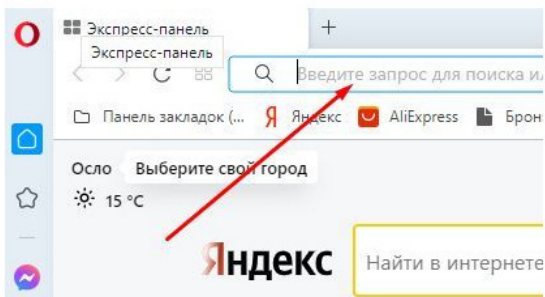 Экспресс-панель
Экспресс-панель
Введите запрос для поиска ил
Панель закладок (... Яндекс AliExpress Брон
Осло Выберите свой город
15 °C
Яндекс Найти в интернете